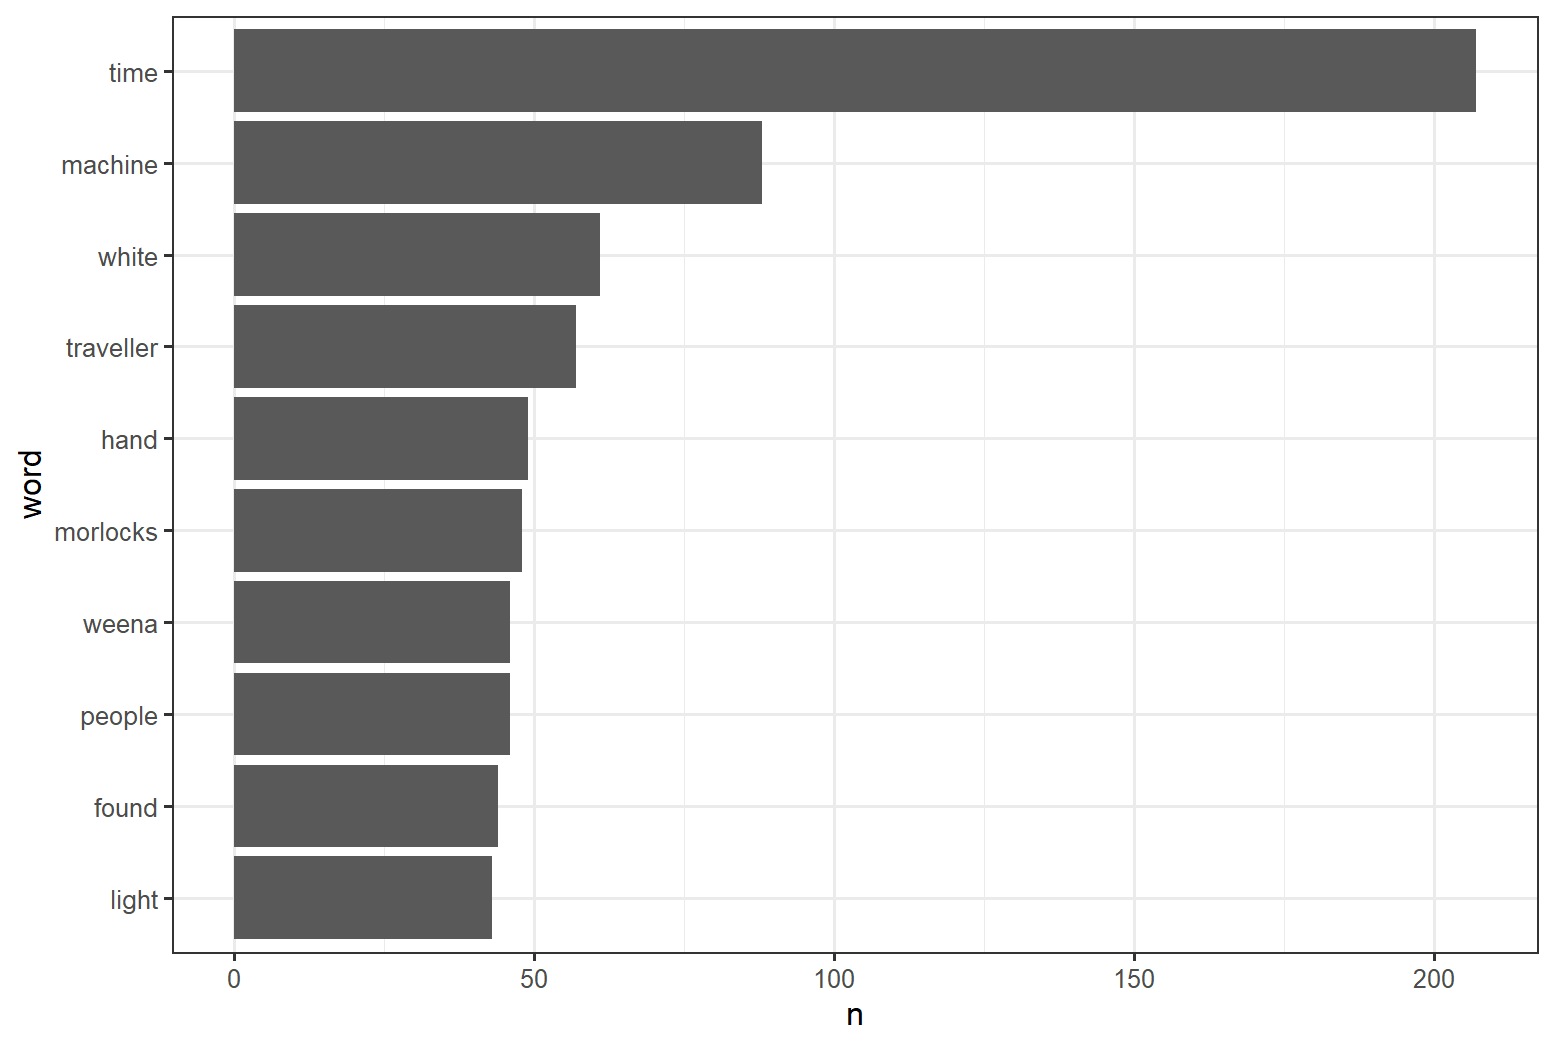 time
machine
white
traveller
hand
morlocks
weena
people
found
light
word
0 50 100 150 200
n